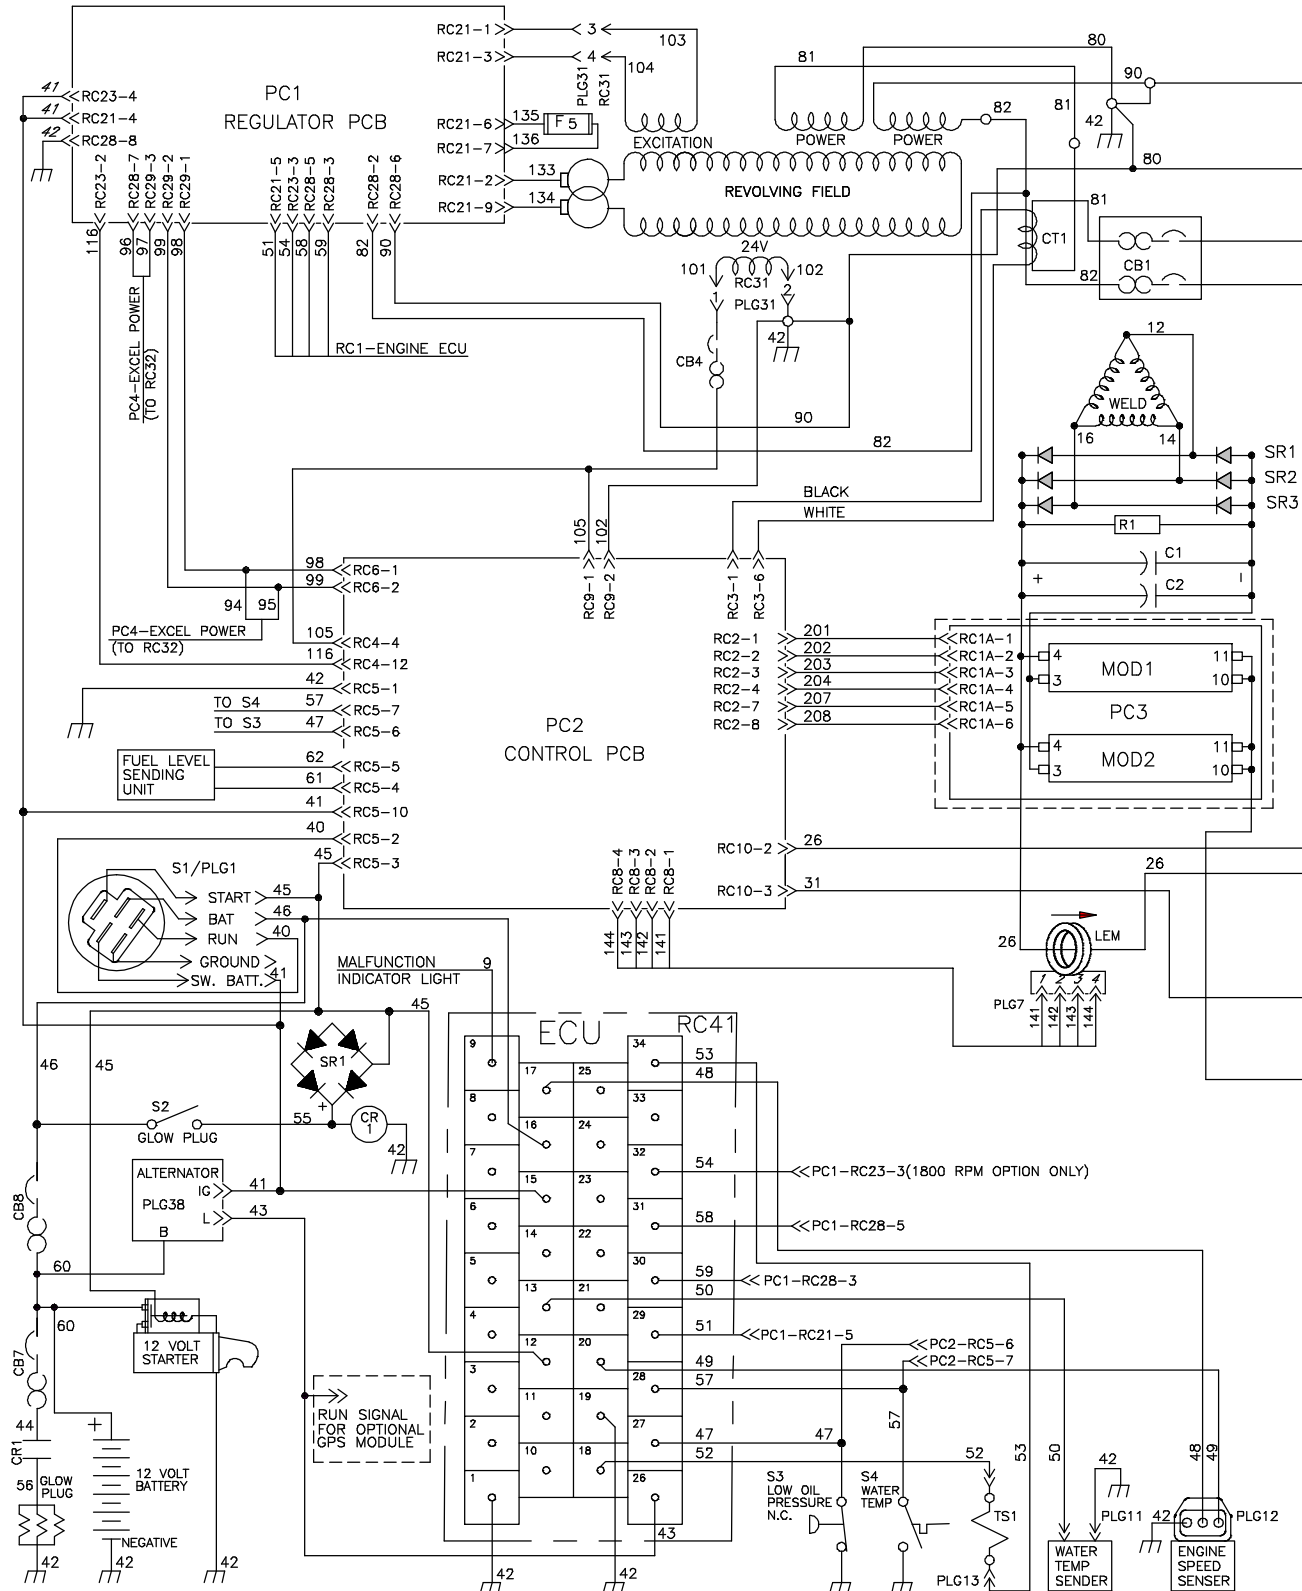 RC21-1 3 103
RC21-3 4 104
PLG31
RC31
PC1
REGULATOR PCB
41 RC23-4
41 RC21-4
42 RC28-8
RC21-6 135 F 5
RC21-7 136
EXCITATION
RC21-2 133
RC21-9 134
REVOLVING FIELD
81
80
90
POWER
POWER
82
81
42
80
RC23-2
RC28-7
RC29-3
RC29-2
RC29-1
RC21-5
RC23-3
RC28-5
RC28-3
RC28-2
RC28-6
116
96
97
99
98
51
54
58
59
82
90
PC4-EXCEL POWER
(TO RC32)
RC1-ENGINE ECU
24V
101 102
RC31
1 2
PLG31
42
CB4
CT1
81
82
CB1
90
82
12
WELD
16 14
SR1
SR2
SR3
R1
C1
+ -
C2
BLACK
WHITE
105
102
RC9-1
RC9-2
RC3-1
RC3-6
98 RC6-1
99 RC6-2
94 95
PC4-EXCEL POWER
(TO RC32)
105 RC4-4
116 RC4-12
42 RC5-1
TO S4 57 RC5-7
TO S3 47 RC5-6
FUEL LEVEL
SENDING
UNIT
62 RC5-5
61 RC5-4
41 RC5-10
40 RC5-2
45 RC5-3
PC2
CONTROL PCB
RC2-1 201 RC1A-1
RC2-2 202 RC1A-2
RC2-3 203 RC1A-3
RC2-4 204 RC1A-4
RC2-7 207 RC1A-5
RC2-8 208 RC1A-6
4 MOD1 11
3 10
PC3
4 MOD2 11
3 10
RC10-2 26
RC10-3 31
RC8-4
RC8-3
RC8-2
RC8-1
144
143
142
141
26
26 LEM
1 2 3 4
PLG7
141
142
143
144
S1/PLG1
START 45
BAT 46
RUN 40
GROUND
SW. BATT. 41
MALFUNCTION 9
INDICATOR LIGHT
45
46
45
SR1
+
S2
GLOW PLUG
55
CR
1
42
ECU RC41
9
8
7
6
5
4
3
2
1
17
16
15
14
13
12
11
10
25
24
23
22
21
20
19
18
34
33
32
31
30
29
28
27
26
53
48
54 PC1-RC23-3(1800 RPM OPTION ONLY)
58 PC1-RC28-5
59 PC1-RC28-3
50
51 PC1-RC21-5
PC2-RC5-6
49 PC2-RC5-7
57
47 47
52
43
ALTERNATOR
IG 41
PLG38
L 43
B
CB8
60
60
12 VOLT
STARTER
CB7
44
CR1
56 GLOW
PLUG
+
12 VOLT
BATTERY
NEGATIVE
42
42
42
RUN SIGNAL
FOR OPTIONAL
GPS MODULE
42
42
S3
LOW OIL
PRESSURE
N.C.
S4
WATER
TEMP
57
52
53
TS1
PLG13
50
42
PLG11
WATER
TEMP
SENDER
48
49
42
PLG12
ENGINE
SPEED
SENSER